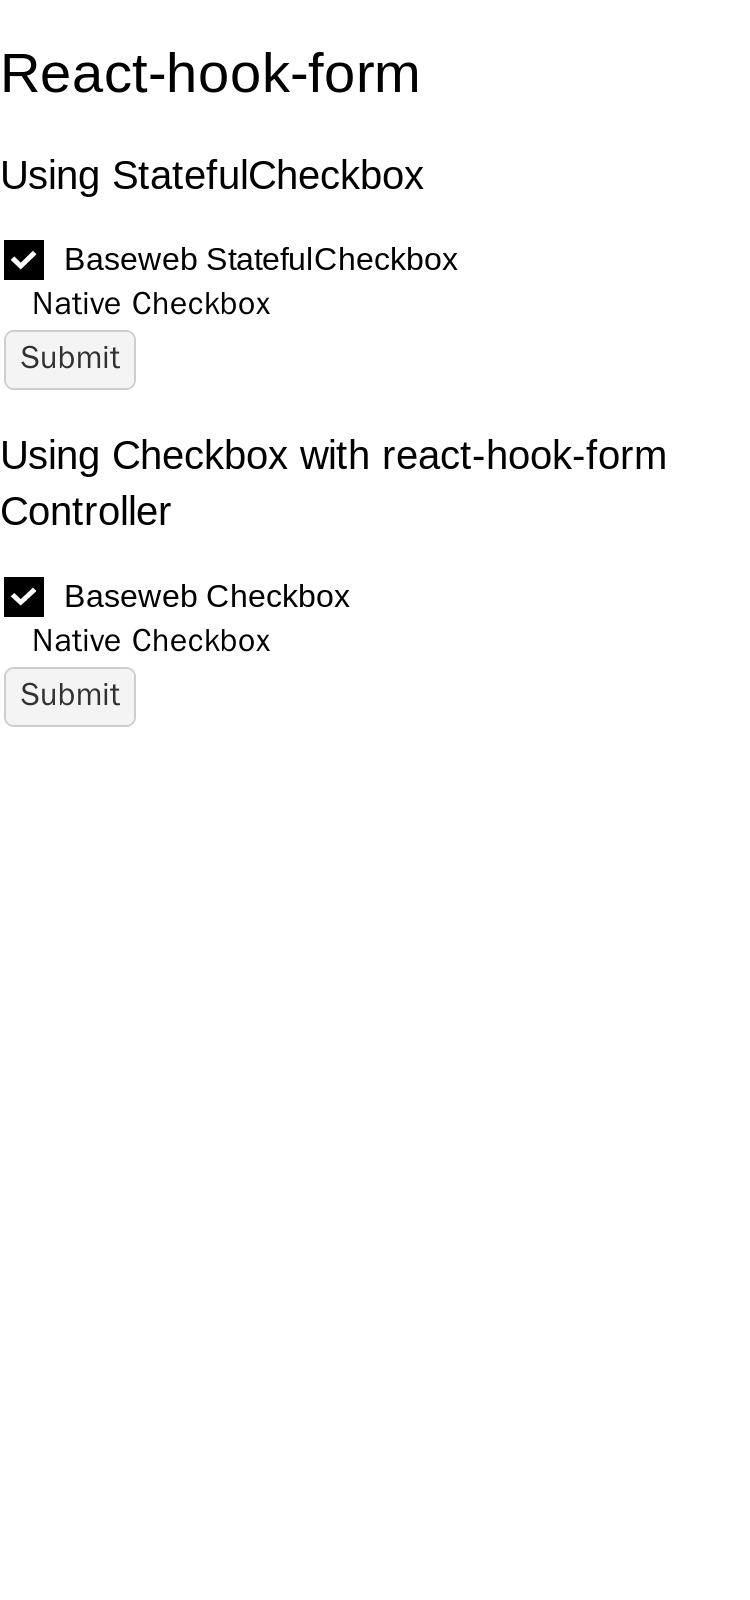 React-hook-form
Using StatefulCheckbox
Baseweb StatefulCheckbox
Native Checkbox
Submit
Using Checkbox with react-hook-form
Controller
Baseweb Checkbox
Native Checkbox
Submit